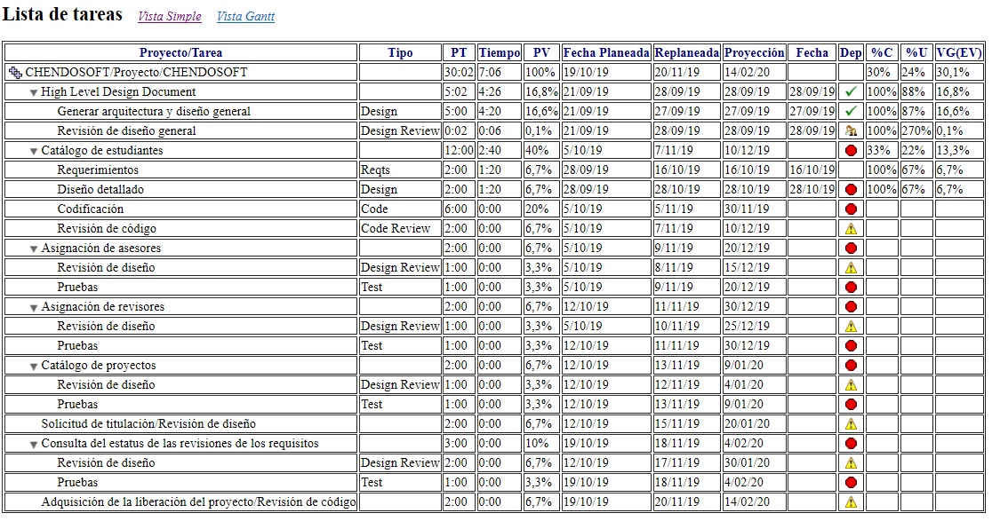 Lista de tareas Vista Simple Vista Gantt
Proyecto/Tarea Tipo PT Tiempo PV Fecha Planeada Replaneada Proyección Fecha Dep %C %U VG(EV)
CHENDOSOFT/Proyecto/CHENDOSOFT 30:02 7:06 100% 19/10/19 20/11/19 14/02/20 30% 24% 30,1%
High Level Design Document 5:02 4:26 16,8% 21/09/19 28/09/19 28/09/19 28/09/19 100% 88% 16,8%
Generar arquitectura y diseño general Design 5:00 4:20 16,6% 21/09/19 27/09/19 27/09/19 27/09/19 100% 87% 16,6%
Revisión de diseño general Design Review 0:02 0:06 0,1% 21/09/19 28/09/19 28/09/19 28/09/19 100% 270% 0,1%
Catálogo de estudiantes 12:00 2:40 40% 5/10/19 7/11/19 10/12/19 33% 22% 13,3%
Requerimientos Reqts 2:00 1:20 6,7% 28/09/19 16/10/19 16/10/19 16/10/19 100% 67% 6,7%
Diseño detallado Design 2:00 1:20 6,7% 28/09/19 28/10/19 28/10/19 28/10/19 100% 67% 6,7%
Codificación Code 6:00 0:00 20% 5/10/19 5/11/19 30/11/19
Revisión de código Code Review 2:00 0:00 6,7% 5/10/19 7/11/19 10/12/19
Asignación de asesores 2:00 0:00 6,7% 5/10/19 9/11/19 20/12/19
Revisión de diseño Design Review 1:00 0:00 3,3% 5/10/19 8/11/19 15/12/19
Pruebas Test 1:00 0:00 3,3% 5/10/19 9/11/19 20/12/19
Asignación de revisores 2:00 0:00 6,7% 12/10/19 11/11/19 30/12/19
Revisión de diseño Design Review 1:00 0:00 3,3% 5/10/19 10/11/19 25/12/19
Pruebas Test 1:00 0:00 3,3% 12/10/19 11/11/19 30/12/19
Catálogo de proyectos 2:00 0:00 6,7% 12/10/19 13/11/19 9/01/20
Revisión de diseño Design Review 1:00 0:00 3,3% 12/10/19 12/11/19 4/01/20
Pruebas Test 1:00 0:00 3,3% 12/10/19 13/11/19 9/01/20
Solicitud de titulación/Revisión de diseño 2:00 0:00 6,7% 12/10/19 15/11/19 20/01/20
Consulta del estatus de las revisiones de los requisitos 3:00 0:00 10% 19/10/19 18/11/19 4/02/20
Revisión de diseño Design Review 2:00 0:00 6,7% 12/10/19 17/11/19 30/01/20
Pruebas Test 1:00 0:00 3,3% 19/10/19 18/11/19 4/02/20
Adquisición de la liberación del proyecto/Revisión de código 2:00 0:00 6,7% 19/10/19 20/11/19 14/02/20